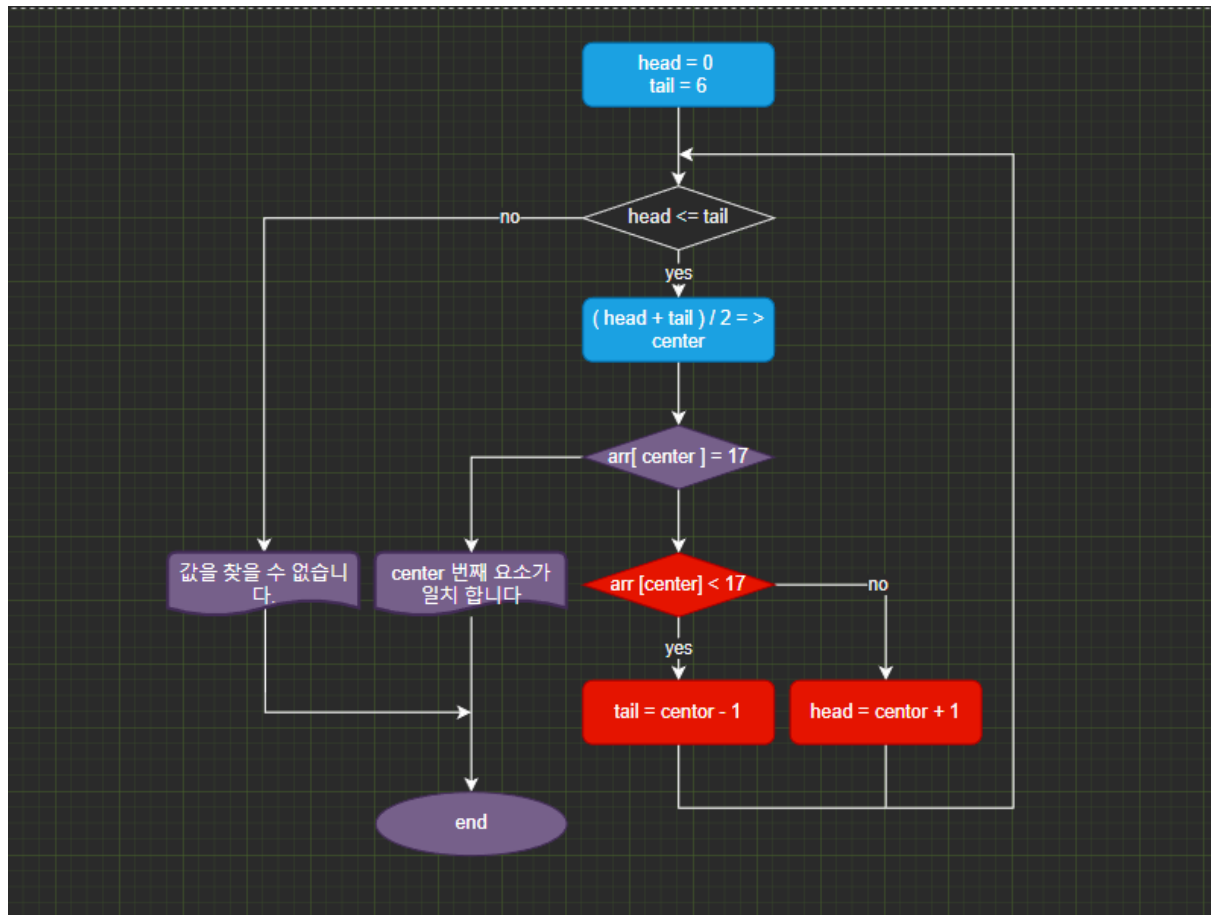 head = 0
tail = 6
head <= tail
no
yes
( head + tail ) / 2 = >
center
arr[ center ] = 17
값을 찾을 수 없습니
다.
center 번째 요소가
일치 합니다
arr [center] < 17
no
yes
tail = centor - 1
head = centor + 1
end